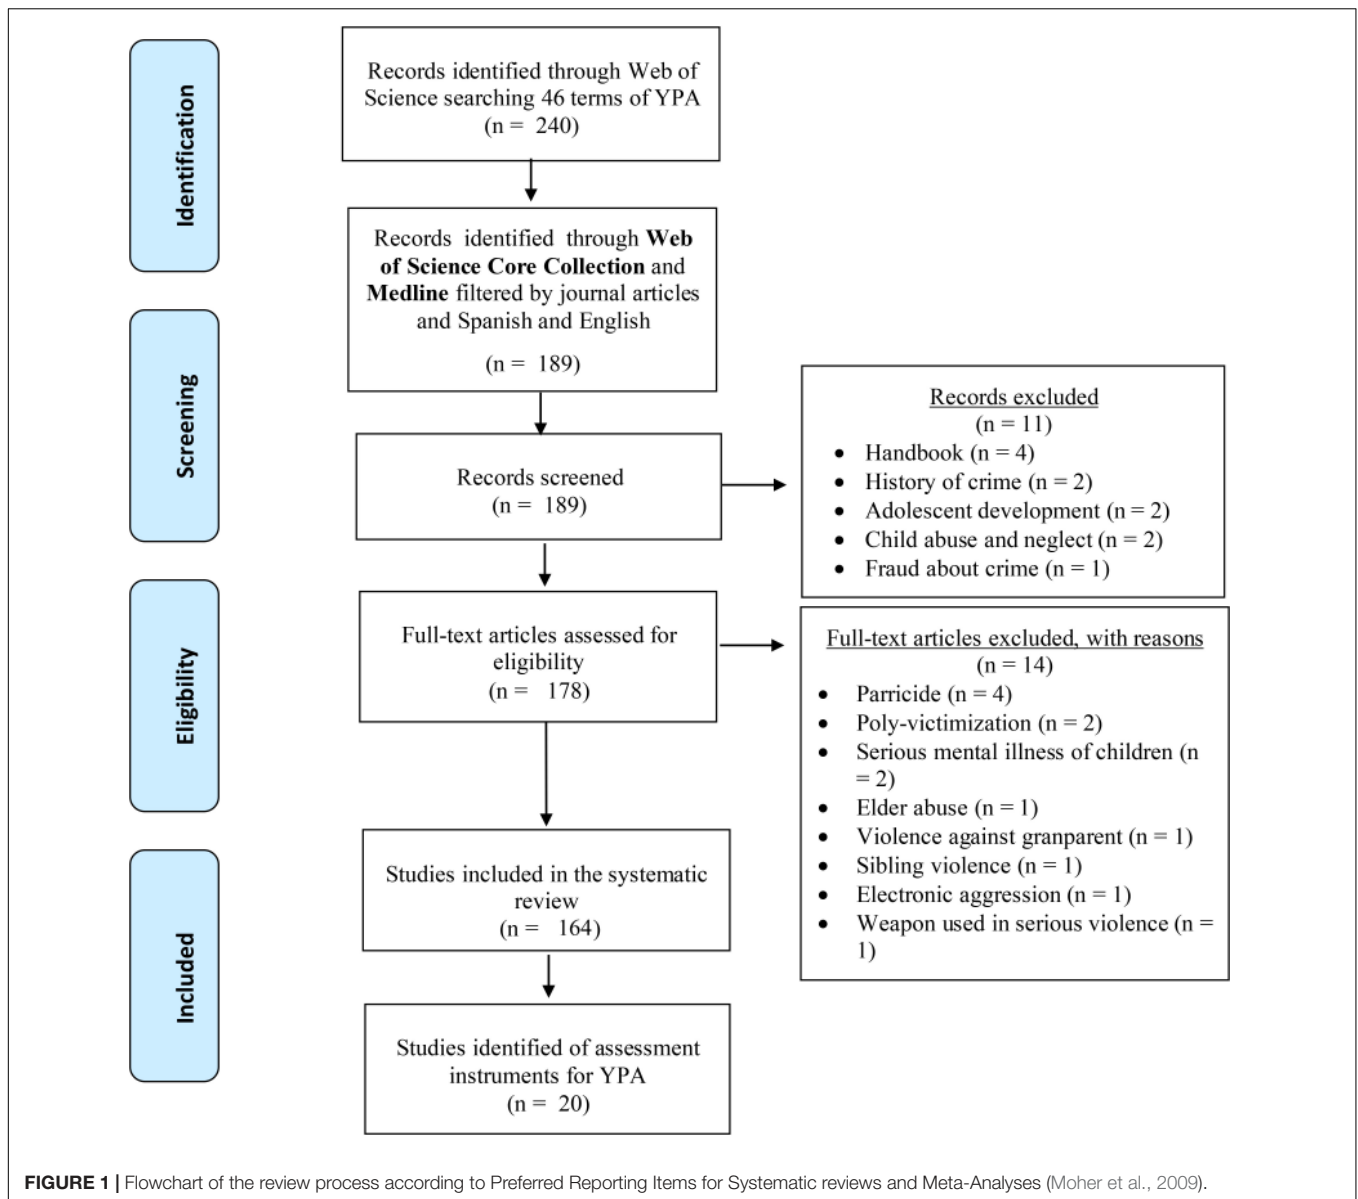 Identification
Records identified through Web of
Science searching 46 terms of YPA
(n = 240)
Records identified through Web
of Science Core Collection and
Medline filtered by journal articles
and Spanish and English
(n = 189)
Screening
Records screened
(n = 189)
Records excluded
(n = 11)
• Handbook (n = 4)
• History of crime (n = 2)
• Adolescent development (n = 2)
• Child abuse and neglect (n = 2)
• Fraud about crime (n = 1)
Eligibility
Full-text articles assessed for
eligibility
(n = 178)
Full-text articles excluded, with reasons
(n = 14)
• Parricide (n = 4)
• Poly-victimization (n = 2)
• Serious mental illness of children (n
= 2)
• Elder abuse (n = 1)
• Violence against granparent (n = 1)
• Sibling violence (n = 1)
• Electronic aggression (n = 1)
• Weapon used in serious violence (n =
1)
Included
Studies included in the systematic
review
(n = 164)
Studies identified of assessment
instruments for YPA
(n = 20)
FIGURE 1 | Flowchart of the review process according to Preferred Reporting Items for Systematic reviews and Meta-Analyses (Moher et al., 2009).